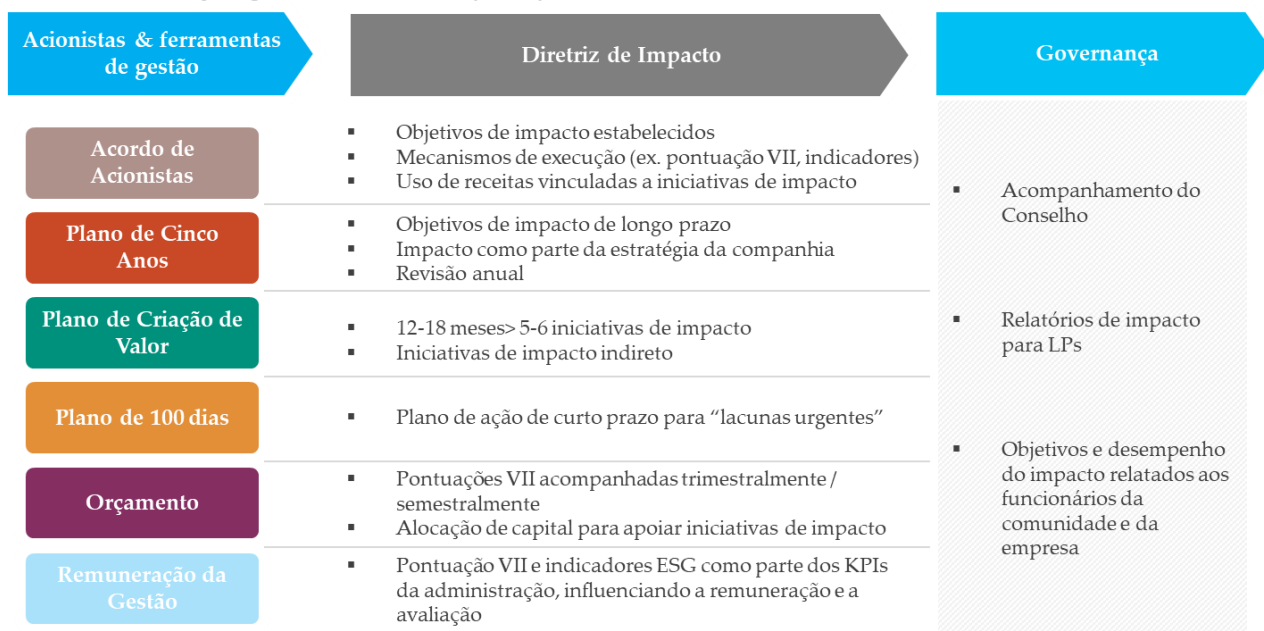 Acionistas & ferramentas
de gestão
Diretriz de Impacto
Governança
Acordo de
Acionistas
▪ Objetivos de impacto estabelecidos
▪ Mecanismos de execução (ex. pontuação VII, indicadores)
▪ Uso de receitas vinculadas a iniciativas de impacto
Plano de Cinco
Anos
▪ Objetivos de impacto de longo prazo
▪ Impacto como parte da estratégia da companhia
▪ Revisão anual
Plano de Criação de
Valor
▪ 12-18 meses> 5-6 iniciativas de impacto
▪ Iniciativas de impacto indireto
Plano de 100 dias
▪ Plano de ação de curto prazo para “lacunas urgentes”
Orçamento
▪ Pontuações VII acompanhadas trimestralmente /
semestralmente
▪ Alocação de capital para apoiar iniciativas de impacto
Remuneração da
Gestão
▪ Pontuação VII e indicadores ESG como parte dos KPIs
da administração, influenciando a remuneração e a
avaliação
▪ Acompanhamento do
Conselho
▪ Relatórios de impacto
para LPs
▪ Objetivos e desempenho
do impacto relatados aos
funcionários da
comunidade e da
empresa